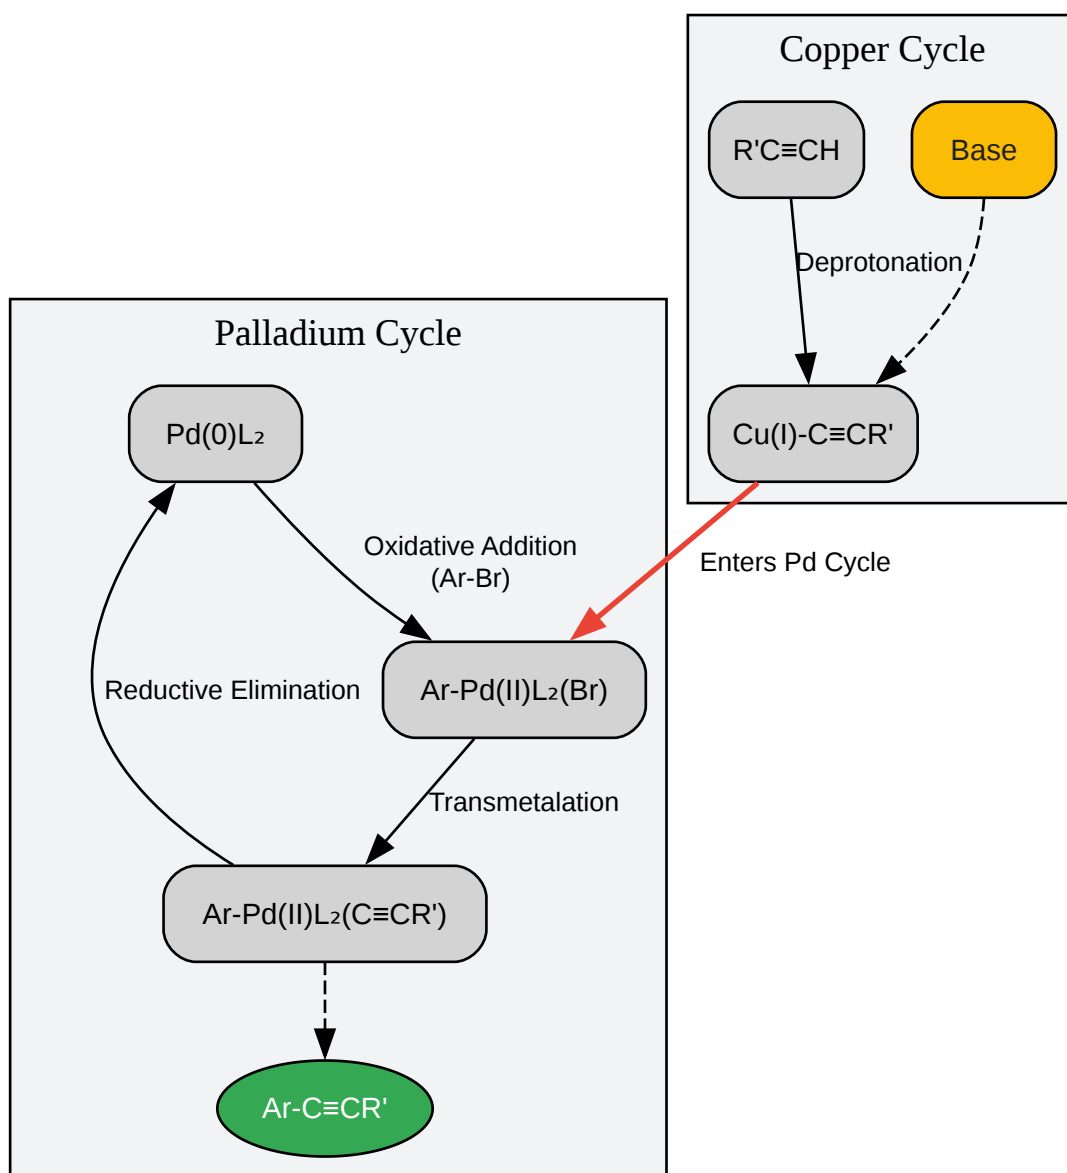 Copper Cycle
R'C≡CH
Base
Deprotonation
Cu(I)-C≡CR'
Enters Pd Cycle
Palladium Cycle
Pd(0)L₂
Oxidative Addition
(Ar-Br)
Ar-Pd(II)L₂(Br)
Reductive Elimination
Transmetalation
Ar-Pd(II)L₂(C≡CR')
Ar-C≡CR'